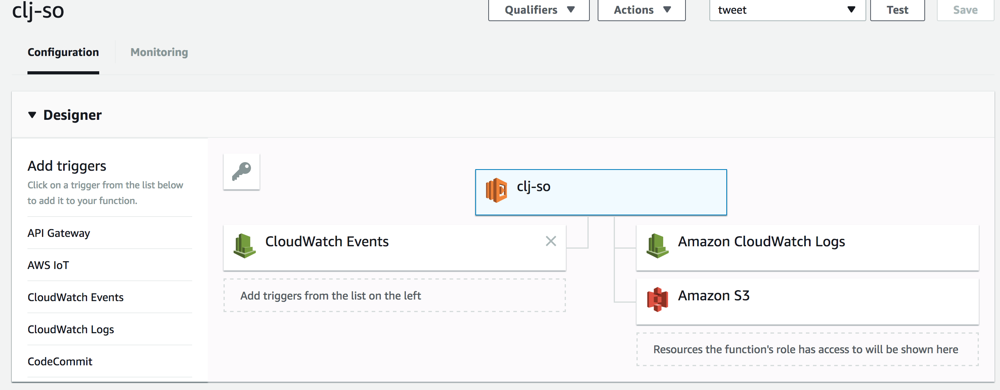 clj-so
Qualifiers
Actions
tweet
Test
Save
Configuration
Monitoring
Designer
Add triggers
Click on a trigger from the list below
to add it to your function.
API Gateway
AWS IoT
CloudWatch Events
CloudWatch Logs
CodeCommit
clj-so
CloudWatch Events
Add triggers from the list on the left
Amazon CloudWatch Logs
Amazon S3
Resources the function's role has access to will be shown here